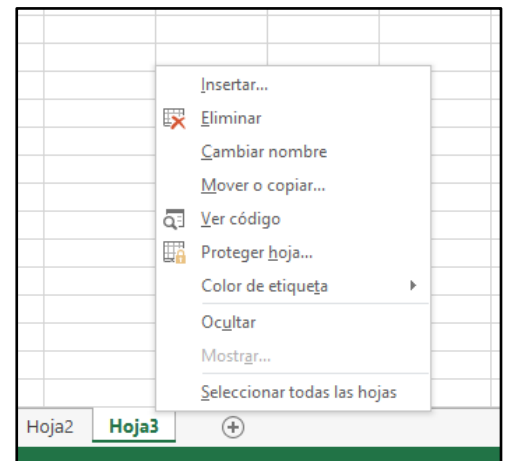 Insertar...
Eliminar
Cambiar nombre
Mover o copiar...
Ver código
Proteger hoja...
Color de etiqueta
Ocultar
Mostrar...
Seleccionar todas las hojas
Hoja2 Hoja3